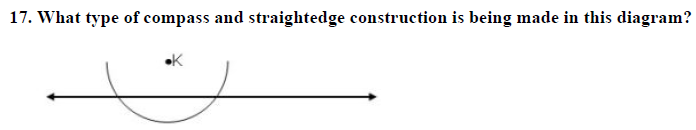 17. What type of compass and straightedge construction is being made in this diagram?
K